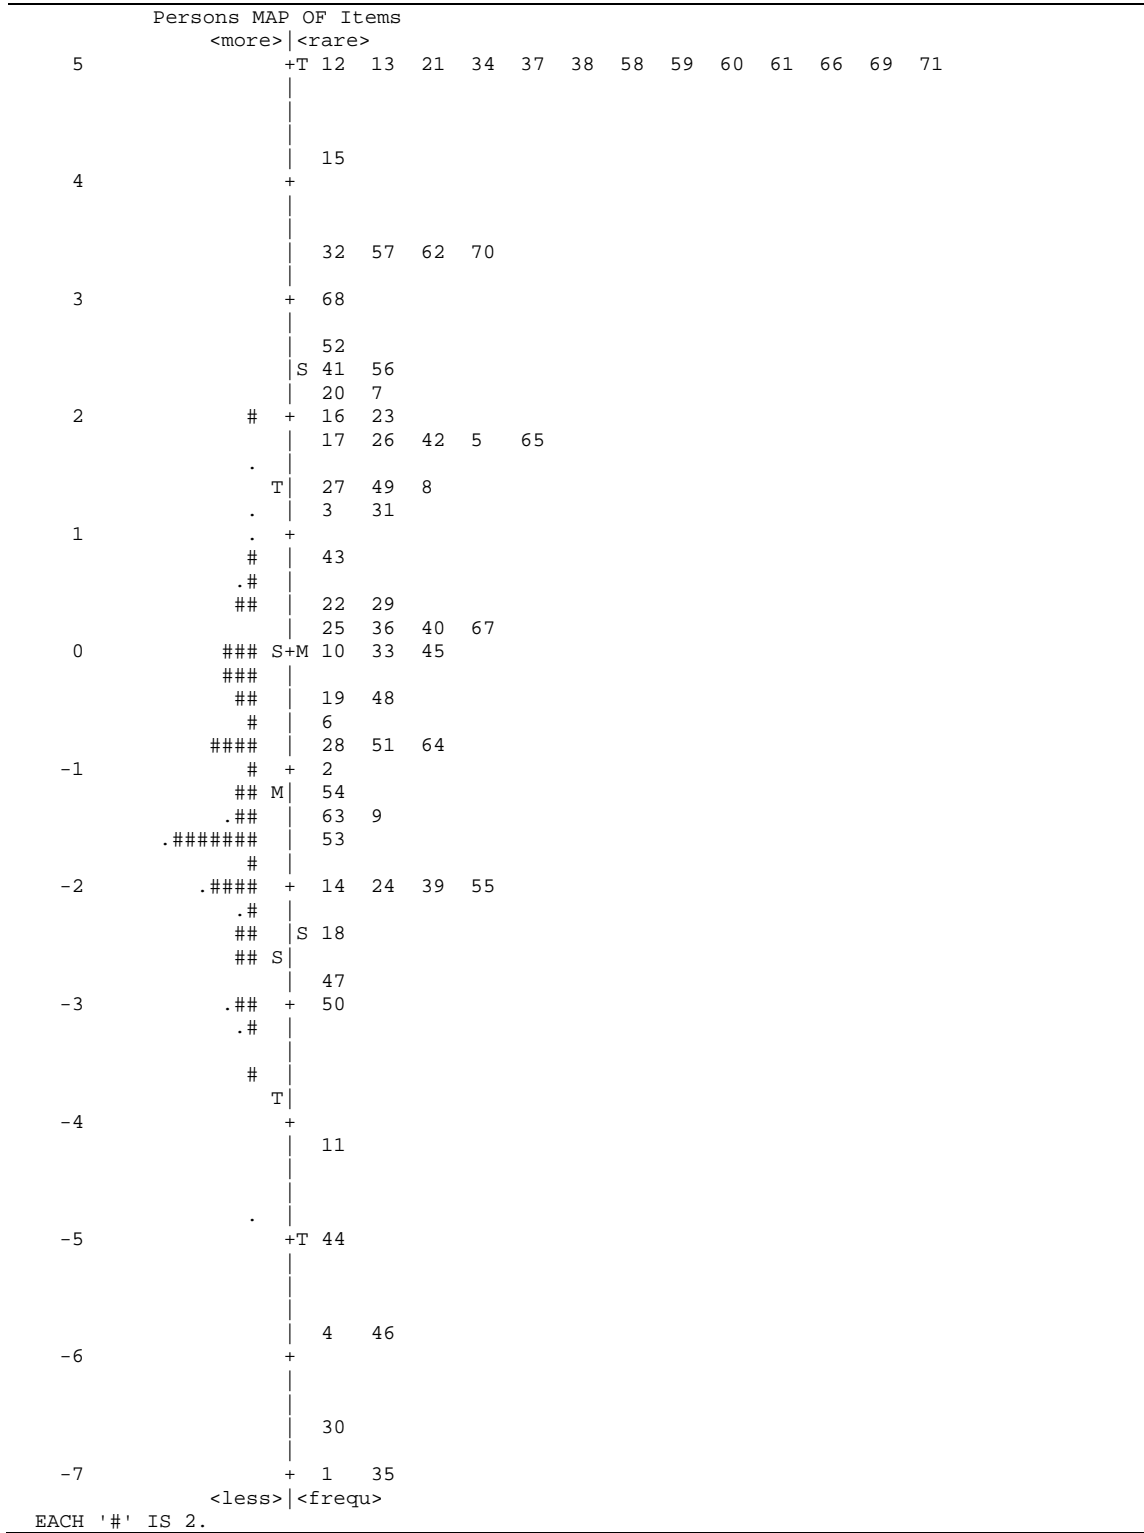 Persons MAP OF Items
<more>|<rare>
5 +T 12 13 21 34 37 38 58 59 60 61 66 69 71
|
|
|
| 15
4 +
|
|
| 32 57 62 70
|
3 + 68
|
| 52
|S 41 56
| 20 7
2 # + 16 23
| 17 26 42 5 65
. |
T| 27 49 8
. | 3 31
1 . +
# | 43
.# |
## | 22 29
| 25 36 40 67
0 ### S+M 10 33 45
### |
## | 19 48
# | 6
#### | 28 51 64
-1 # + 2
## M| 54
.## | 63 9
.####### | 53
# |
-2 .#### + 14 24 39 55
.# |
## |S 18
## S|
| 47
-3 .## + 50
.# |
|
# |
T|
-4 +
| 11
|
|
. |
-5 +T 44
|
|
|
| 4 46
-6 +
|
|
| 30
|
-7 + 1 35
<less>|<frequ>
EACH '#' IS 2.